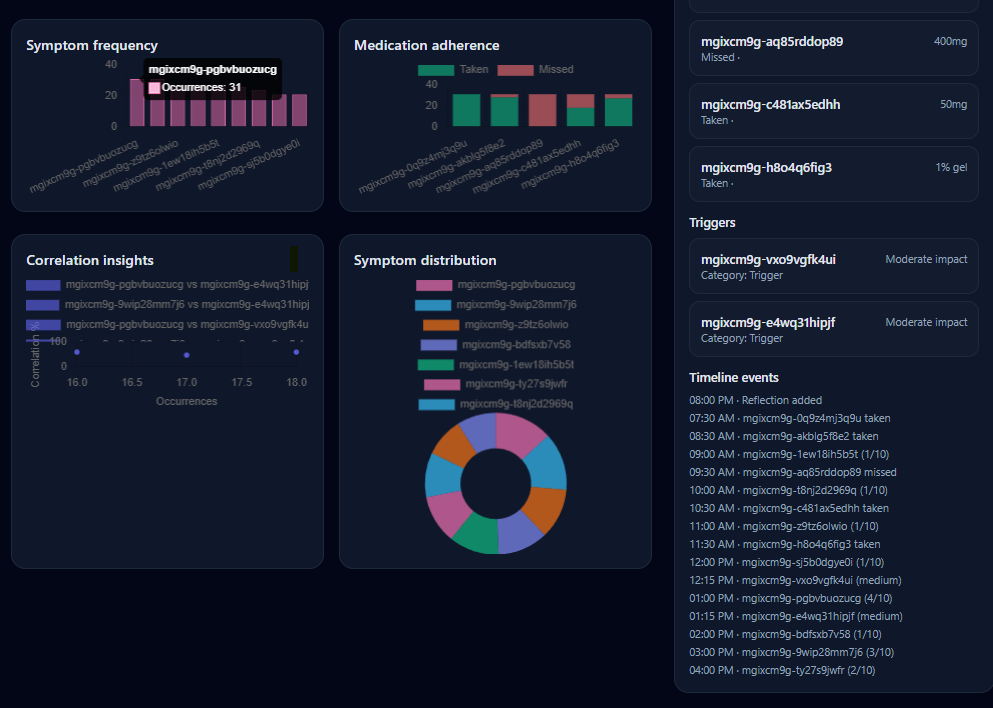 Symptom frequency
40
20
0
mgixcm9g-pgbvbuozucg
Occurrences: 31
mgixcm9g-pgbvbuozucg
mgixcm9g-z9tz6olwio
mgixcm9g-1ew18ih5b5t
mgixcm9g-t8nj2d2969q
mgixcm9g-sj5b0dgye0i
Medication adherence
Taken
Missed
40
20
0
mgixcm9g-0q9z4mj3q9u
mgixcm9g-akblg5f8e2
mgixcm9g-aq85rddop89
mgixcm9g-c481ax5edhh
mgixcm9g-h8o4q6fig3
Correlation insights
mgixcm9g-pgbvbuozucg vs mgixcm9g-e4wq31hipj
mgixcm9g-9wip28mm7j6 vs mgixcm9g-e4wq31hipj
mgixcm9g-pgbvbuozucg vs mgixcm9g-vxo9vgfk4u
Correlation %
100
0
16.0
16.5
17.0
17.5
18.0
Occurrences
Symptom distribution
mgixcm9g-pgbvbuozucg
mgixcm9g-9wip28mm7j6
mgixcm9g-z9tz6olwio
mgixcm9g-bdfsxb7v58
mgixcm9g-1ew18ih5b5t
mgixcm9g-ty27s9jwfr
mgixcm9g-t8nj2d2969q
mgixcm9g-aq85rddop89
400mg
Missed ·
mgixcm9g-c481ax5edhh
50mg
Taken ·
mgixcm9g-h8o4q6fig3
1% gel
Taken ·
Triggers
mgixcm9g-vxo9vgfk4ui
Moderate impact
Category: Trigger
mgixcm9g-e4wq31hipjf
Moderate impact
Category: Trigger
Timeline events
08:00 PM · Reflection added
07:30 AM · mgixcm9g-0q9z4mj3q9u taken
08:30 AM · mgixcm9g-akblg5f8e2 taken
09:00 AM · mgixcm9g-1ew18ih5b5t (1/10)
09:30 AM · mgixcm9g-aq85rddop89 missed
10:00 AM · mgixcm9g-t8nj2d2969q (1/10)
10:30 AM · mgixcm9g-c481ax5edhh taken
11:00 AM · mgixcm9g-z9tz6olwio (1/10)
11:30 AM · mgixcm9g-h8o4q6fig3 taken
12:00 PM · mgixcm9g-sj5b0dgye0i (1/10)
12:15 PM · mgixcm9g-vxo9vgfk4ui (medium)
01:00 PM · mgixcm9g-pgbvbuozucg (4/10)
01:15 PM · mgixcm9g-e4wq31hipjf (medium)
02:00 PM · mgixcm9g-bdfsxb7v58 (1/10)
03:00 PM · mgixcm9g-9wip28mm7j6 (3/10)
04:00 PM · mgixcm9g-ty27s9jwfr (2/10)